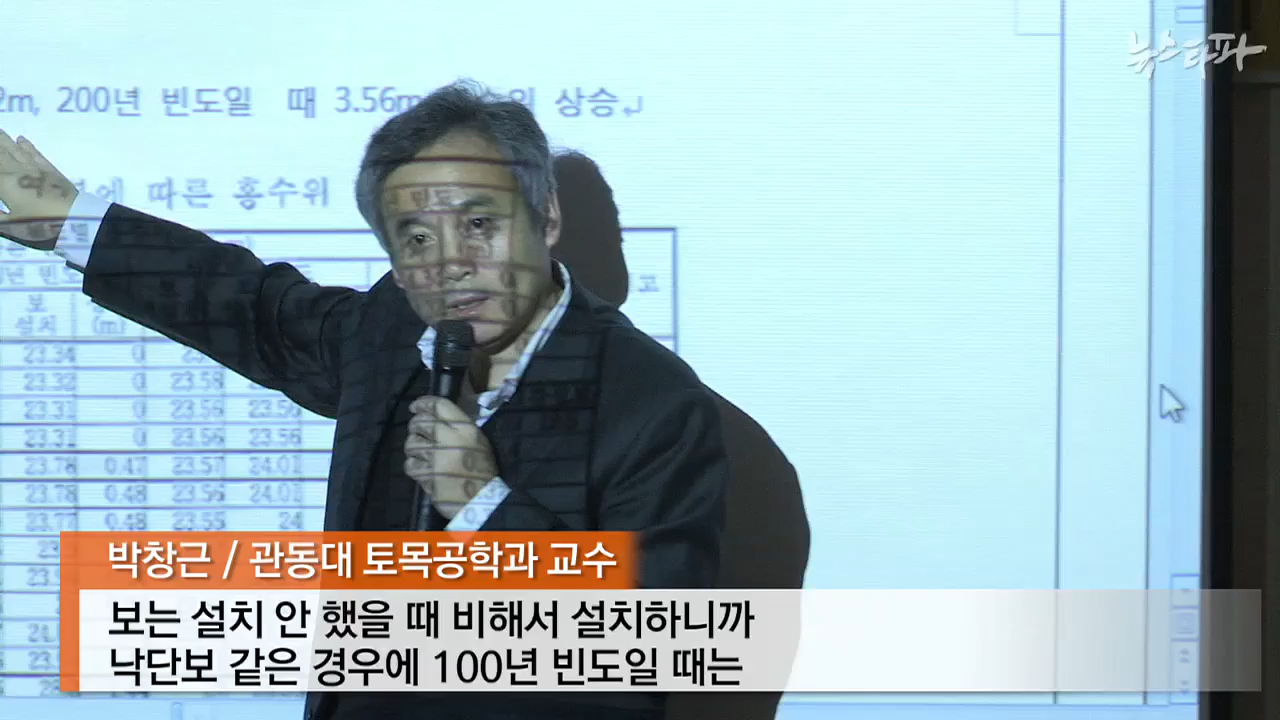 뉴스타파
2m, 200년 빈도일 때 3.56m 상승
에 따른 홍수위
고
빈도
보
설치
(m)
23.34 0
23.32 0 23.58
23.31 0 23.56 23.56
23.31 0 23.56 23.56
23.78 0.47 23.57 24.01
23.78 0.48 23.56 24.01
23.77 0.48 23.55 24
박창근 / 관동대 토목공학과 교수
보는 설치 안 했을 때 비해서 설치하니까
낙단보 같은 경우에 100년 빈도일 때는